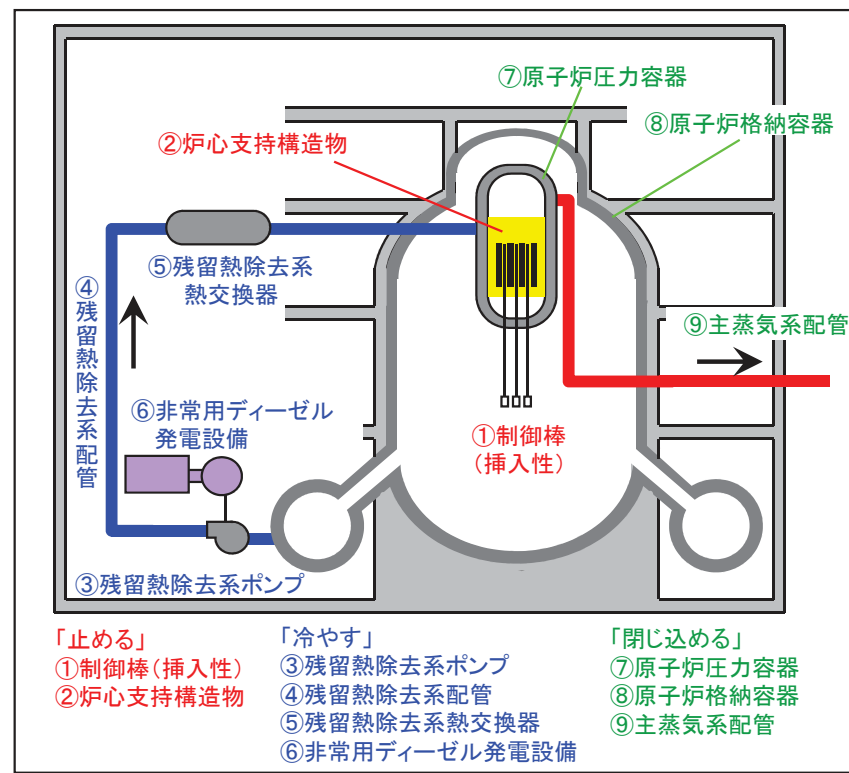 ⑦原子炉圧力容器
⑧原子炉格納容器
②炉心支持構造物
⑤残留熱除去系
熱交換器
④残留熱除去系配管
⑨主蒸気系配管
⑥非常用ディーゼル
発電設備
①制御棒
（挿入性）
③残留熱除去系ポンプ
「止める」
①制御棒（挿入性）
②炉心支持構造物
「冷やす」
③残留熱除去系ポンプ
④残留熱除去系配管
⑤残留熱除去系熱交換器
⑥非常用ディーゼル発電設備
「閉じ込める」
⑦原子炉圧力容器
⑧原子炉格納容器
⑨主蒸気系配管